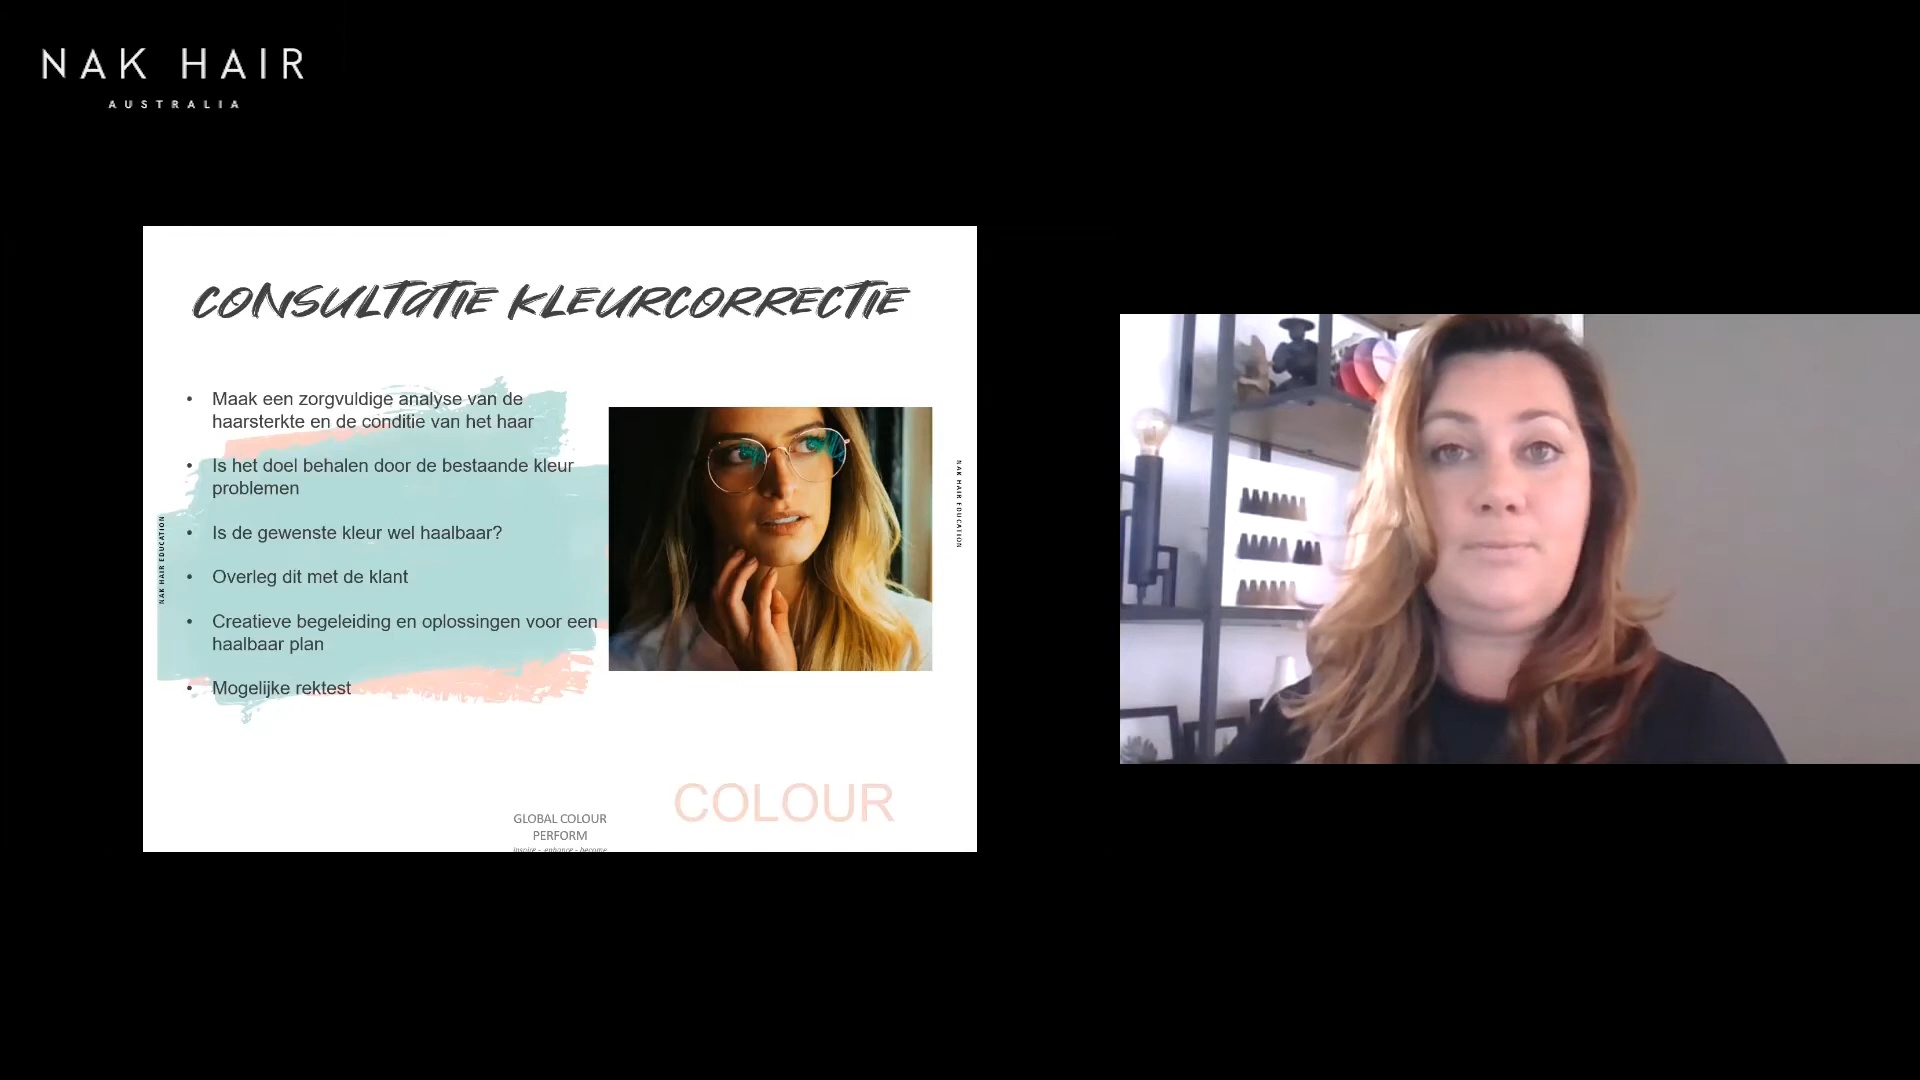 NAK HAIR
AUSTRALIA
CONSULTATIE KLEURCORRECTIE
• Maak een zorgvuldige analyse van de
haarsterkte en de conditie van het haar
• Is het doel behalen door de bestaande kleur
problemen
• Is de gewenste kleur wel haalbaar?
• Overleg dit met de klant
• Creatieve begeleiding en oplossingen voor een
haalbaar plan
• Mogelijke rektest
NAK HAIR EDUCATION
NAK HAIR EDUCATION
COLOUR
GLOBAL COLOUR
PERFORM
inspire - enhance - become